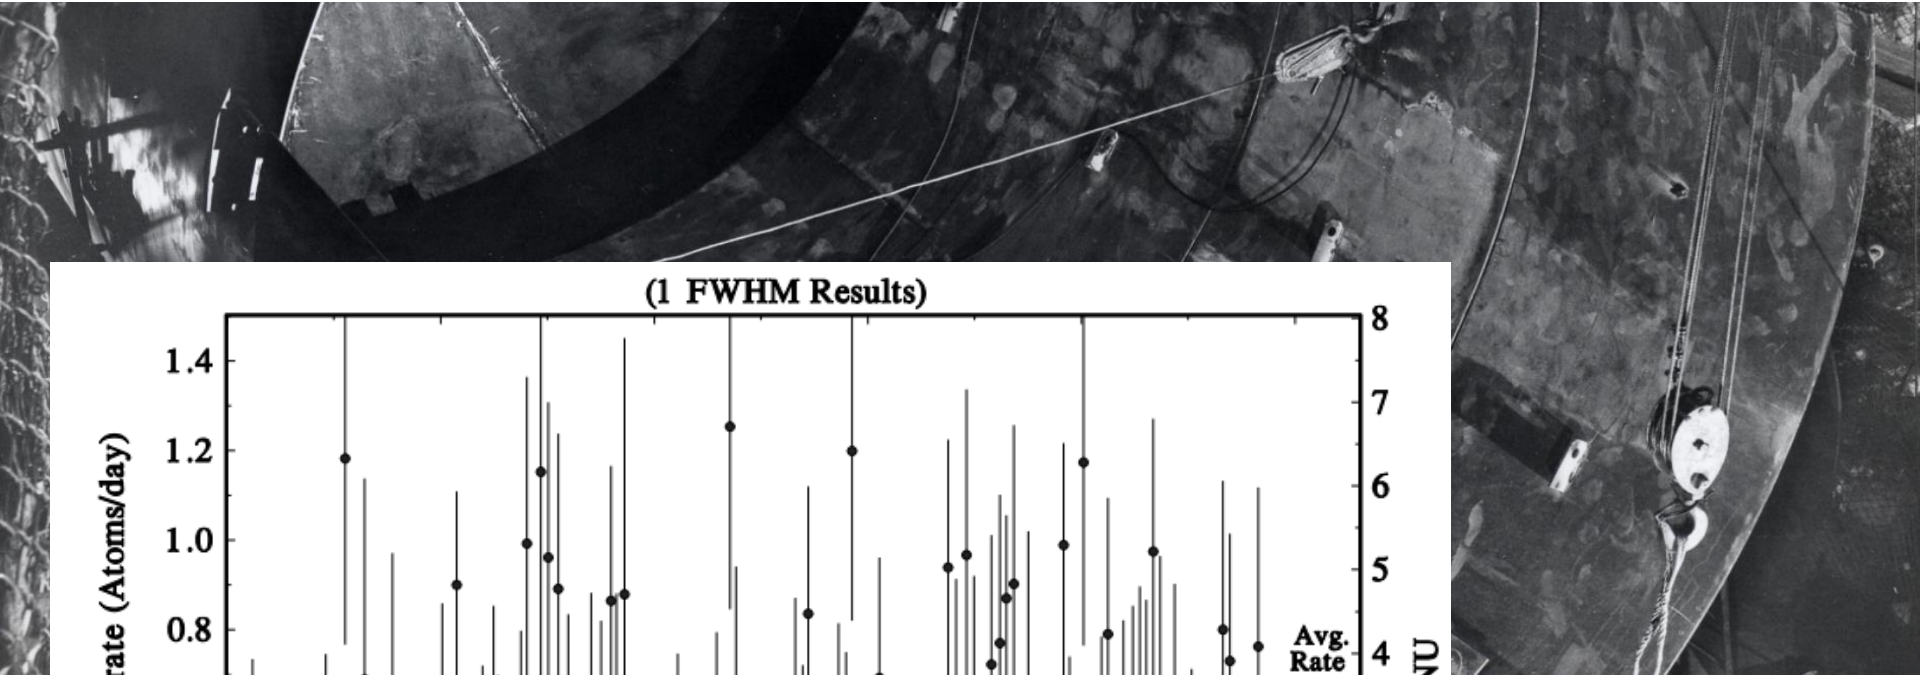 (1 FWHM Results)
1.4
1.2
1.0
0.8
rate (Atoms/day)
8
7
6
5
4
Avg.
Rate
NU